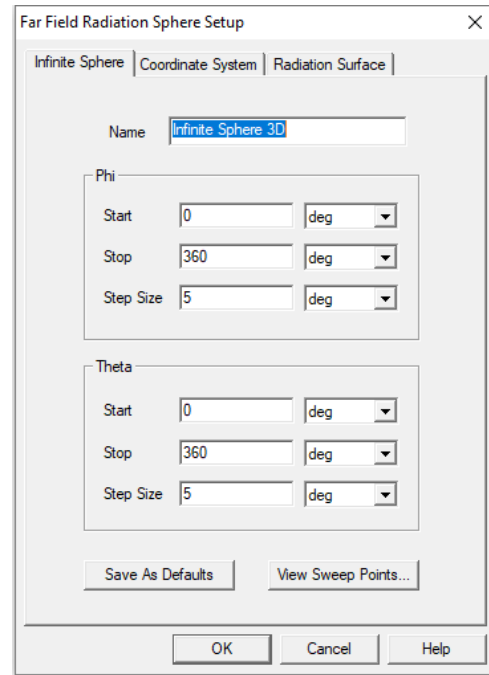 Far Field Radiation Sphere Setup
Infinite Sphere Coordinate System Radiation Surface
Name Infinite Sphere 3D
Phi
Start 0 deg
Stop 360 deg
Step Size 5 deg
Theta
Start 0 deg
Stop 360 deg
Step Size 5 deg
Save As Defaults View Sweep Points...
OK Cancel Help